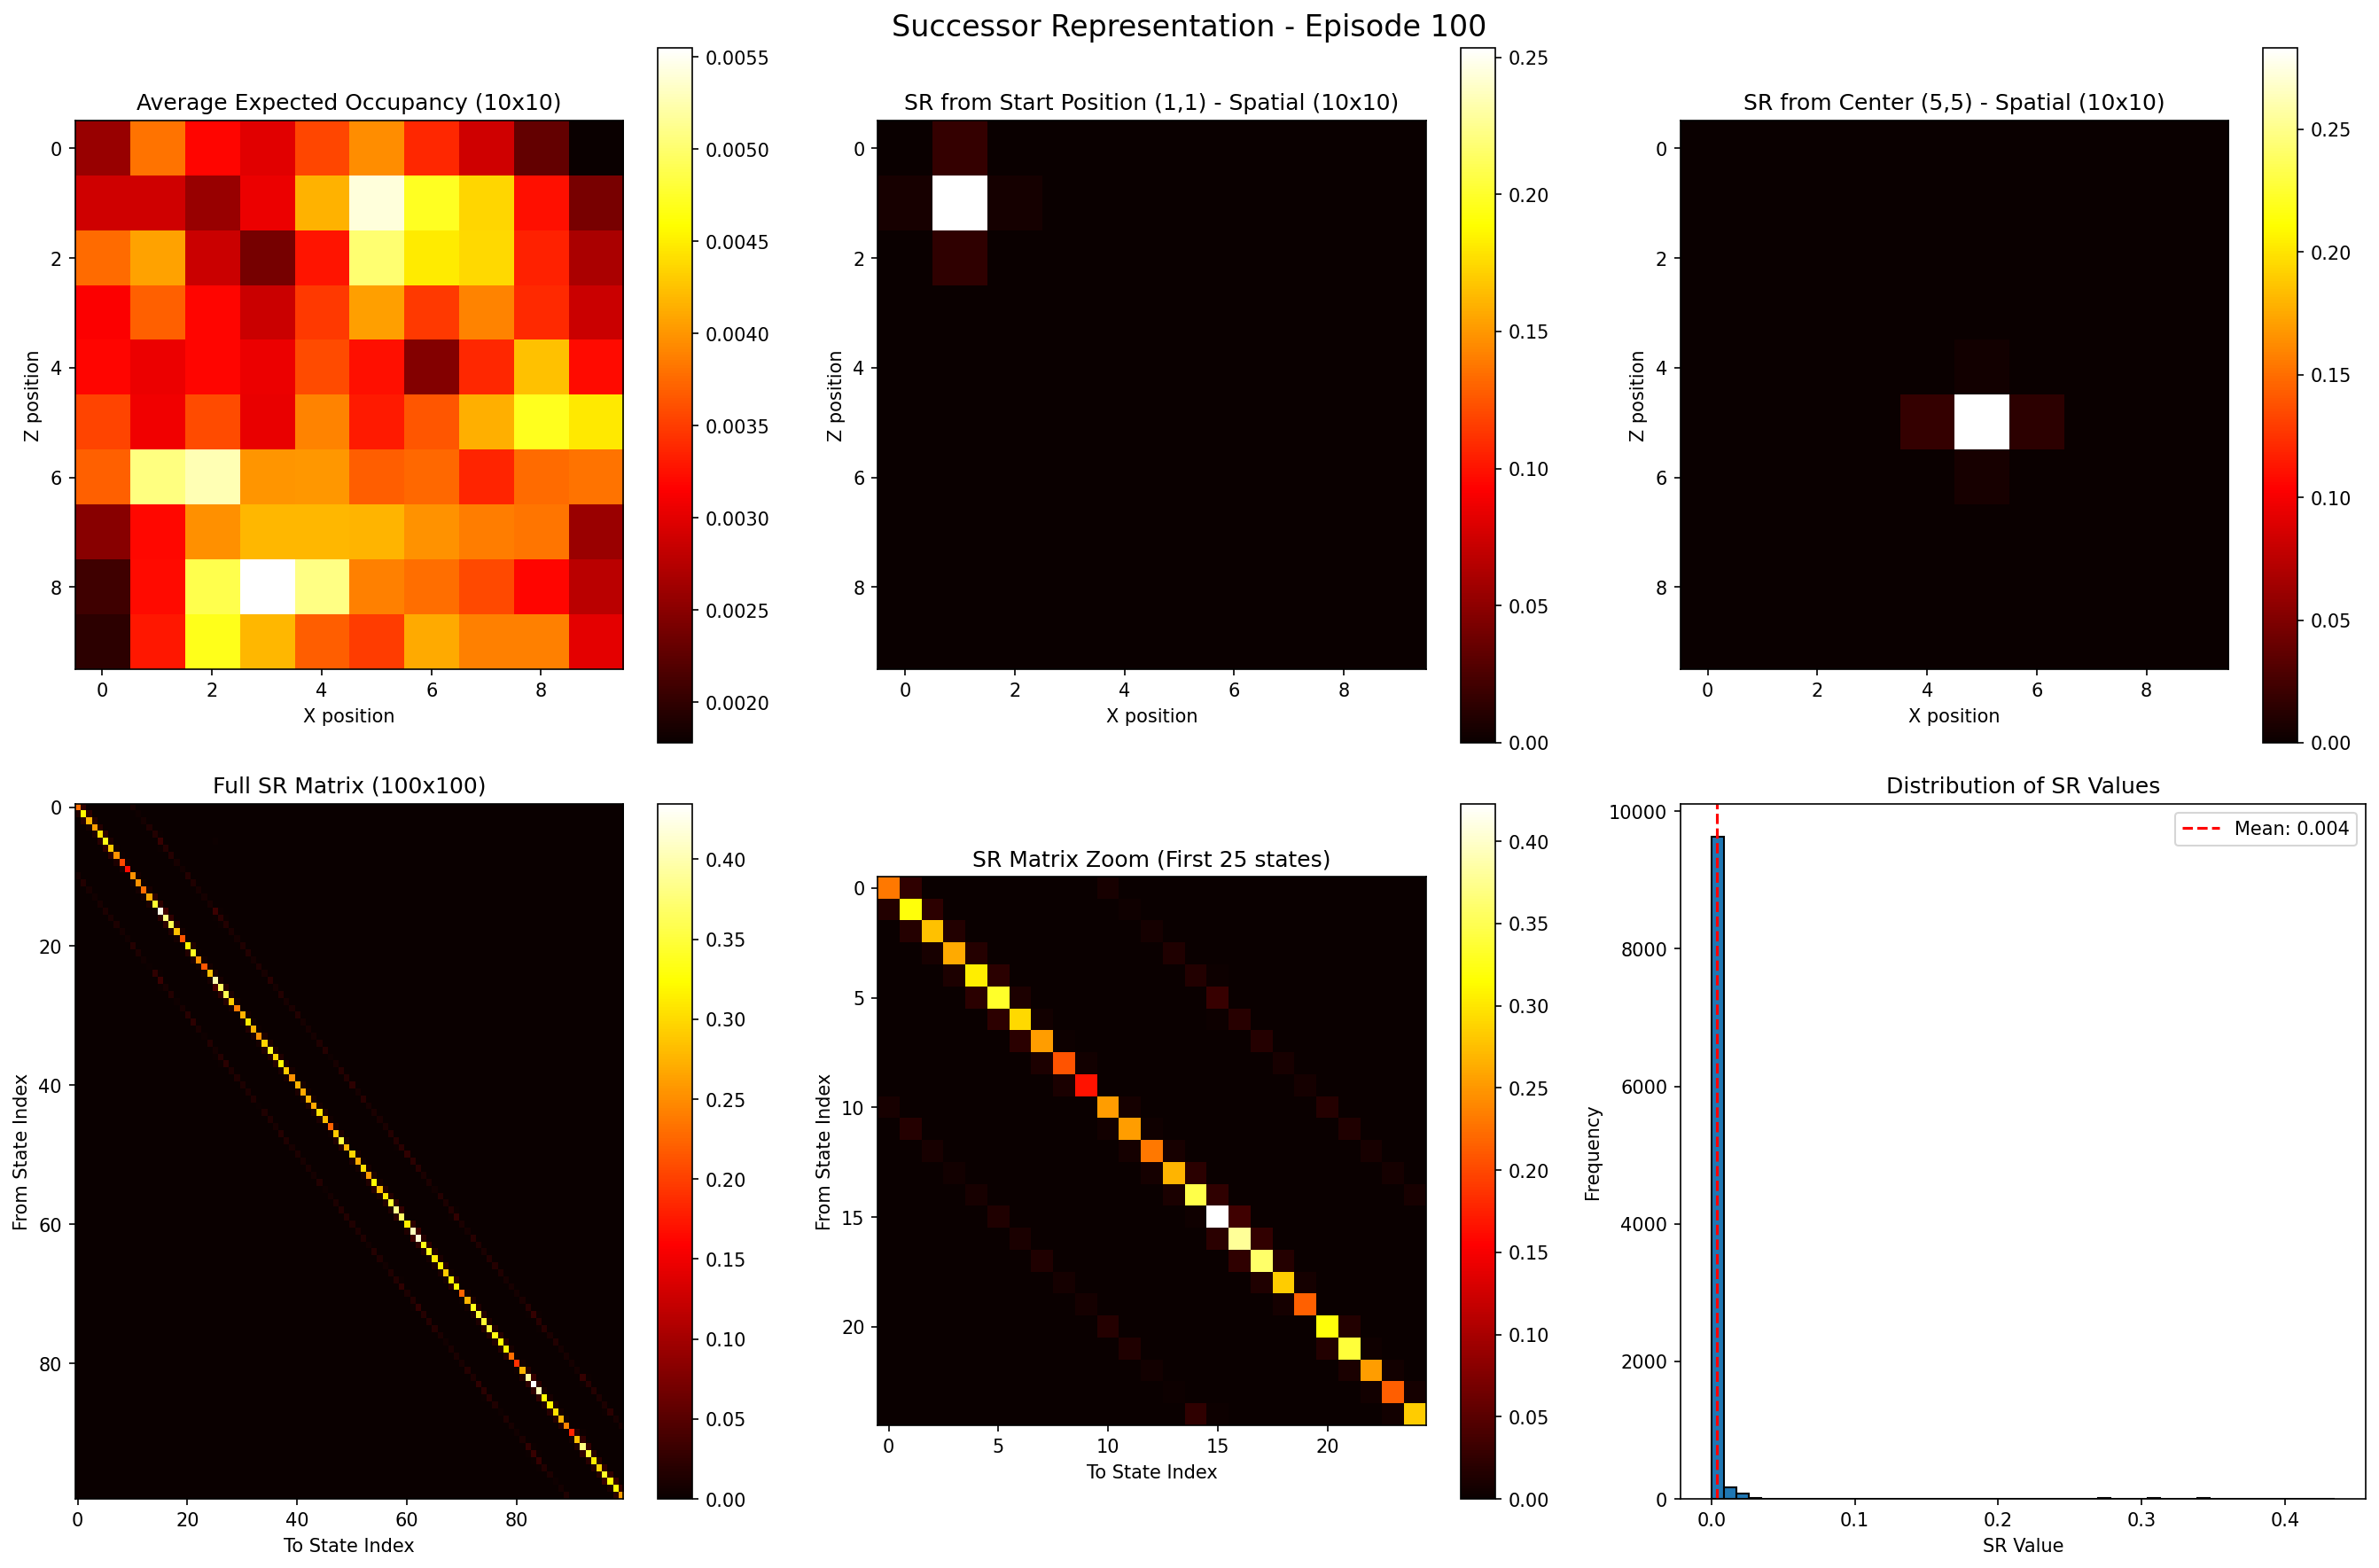 Successor Representation - Episode 100
Average Expected Occupancy (10x10)
Z position
0
2
4
6
8
0 2 4 6 8
X position
0.0055
0.0050
0.0045
0.0040
0.0035
0.0030
0.0025
0.0020
SR from Start Position (1,1) - Spatial (10x10)
Z position
0
2
4
6
8
0 2 4 6 8
X position
0.25
0.20
0.15
0.10
0.05
0.00
SR from Center (5,5) - Spatial (10x10)
Z position
0
2
4
6
8
0 2 4 6 8
X position
0.25
0.20
0.15
0.10
0.05
0.00
Full SR Matrix (100x100)
From State Index
0
20
40
60
80
0 20 40 60 80
To State Index
0.40
0.35
0.30
0.25
0.20
0.15
0.10
0.05
0.00
SR Matrix Zoom (First 25 states)
From State Index
0
5
10
15
20
0 5 10 15 20
To State Index
0.40
0.35
0.30
0.25
0.20
0.15
0.10
0.05
0.00
Distribution of SR Values
Mean: 0.004
Frequency
10000
8000
6000
4000
2000
0
0.0 0.1 0.2 0.3 0.4
SR Value